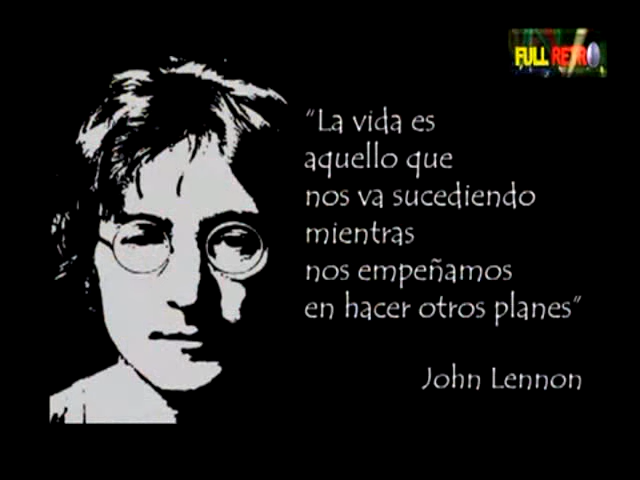 FULL RETRO
"La vida es
aquello que
nos va sucediendo
mientras
nos empeñamos
en hacer otros planes"
John Lennon